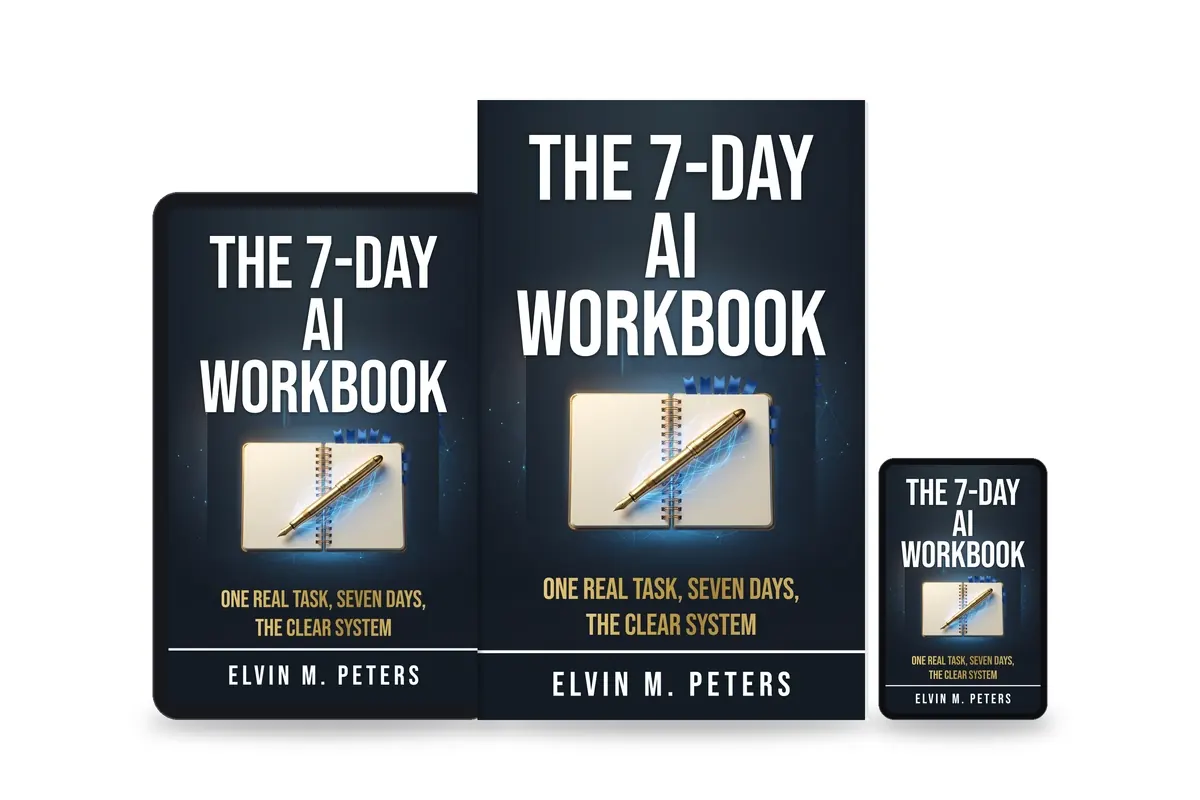 THE 7-DAY
AI
WORKBOOK
ONE REAL TASK, SEVEN DAYS,
THE CLEAR SYSTEM
ELVIN M. PETERS
THE 7-DAY
AI
WORKBOOK
ONE REAL TASK, SEVEN DAYS,
THE CLEAR SYSTEM
ELVIN M. PETERS
THE 7-DAY
AI
WORKBOOK
ONE REAL TASK, SEVEN DAYS,
THE CLEAR SYSTEM
ELVIN M. PETERS